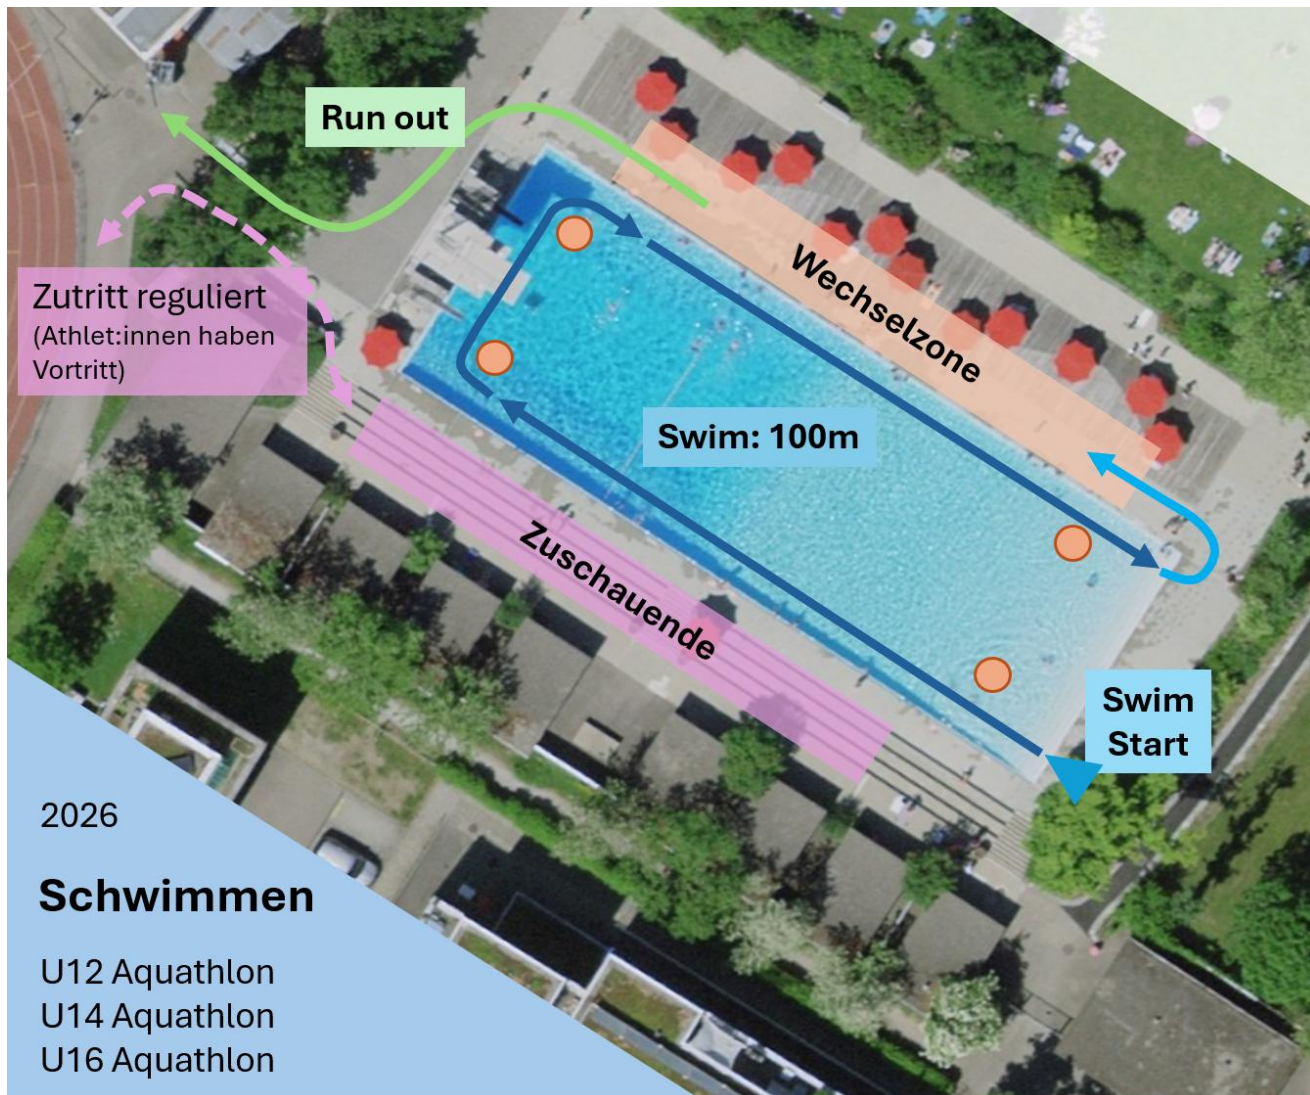 Run out
Zutritt reguliert
(Athlet:innen haben
Vortritt)
Wechselzone
Swim: 100m
Zuschauende
Swim
Start
2026
Schwimmen
U12 Aquathlon
U14 Aquathlon
U16 Aquathlon